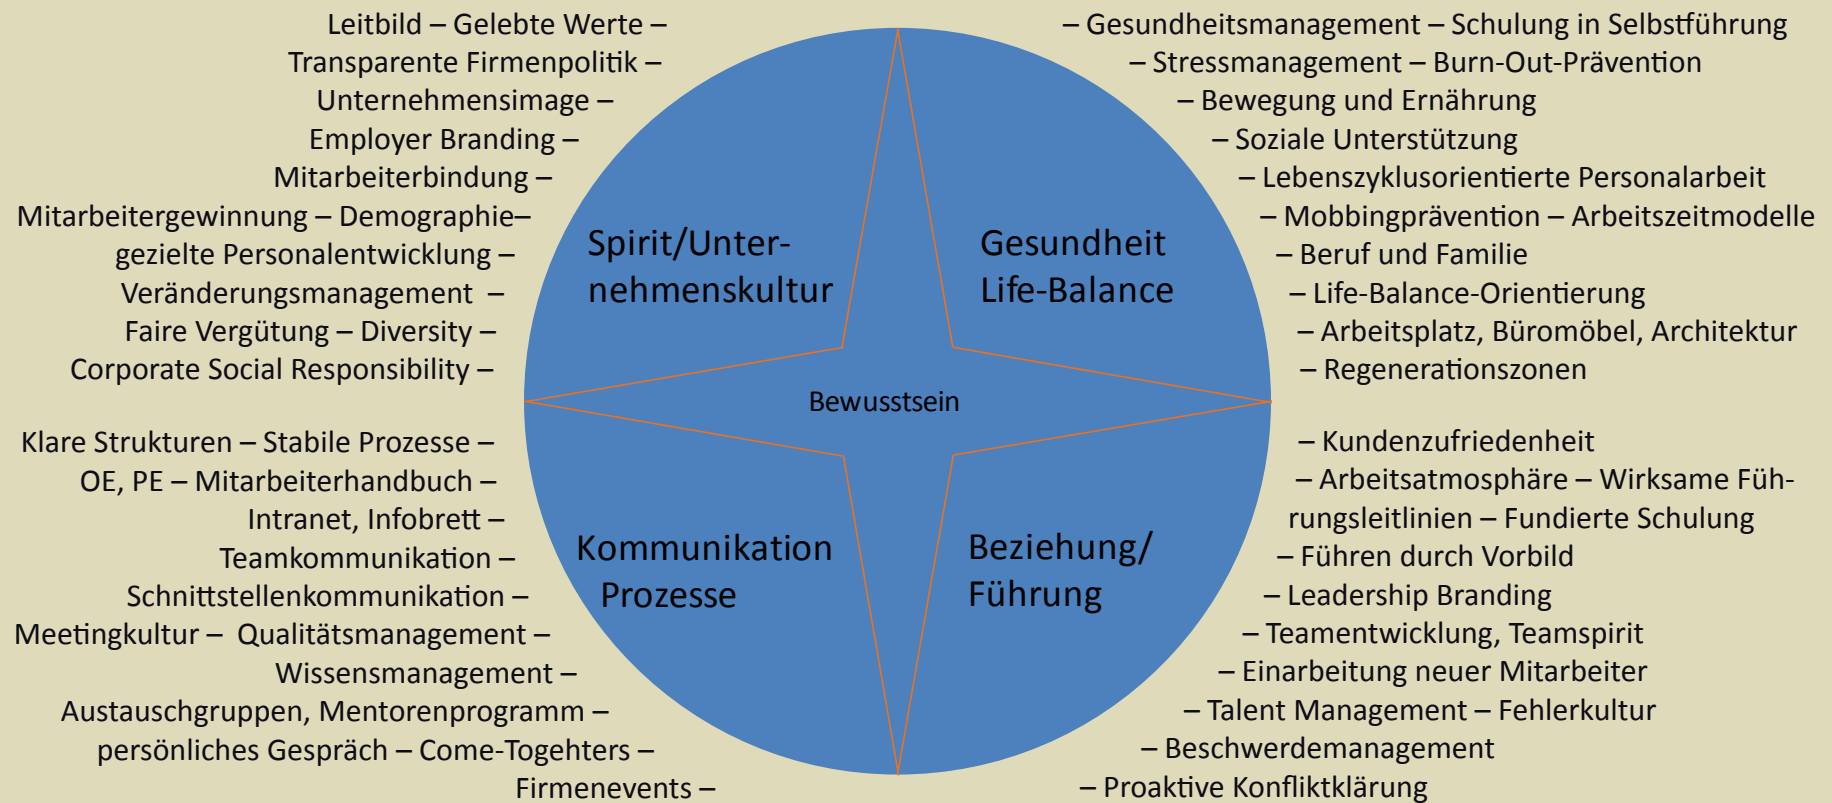 Leitbild – Gelebte Werte –
Transparente Firmenpolitik –
Unternehmensimage –
Employer Branding –
Mitarbeiterbindung –
Mitarbeitergewinnung – Demographie–
gezielte Personalentwicklung –
Veränderungsmanagement –
Faire Vergütung – Diversity –
Corporate Social Responsibility –
– Gesundheitsmanagement – Schulung in Selbstführung
– Stressmanagement – Burn-Out-Prävention
– Bewegung und Ernährung
– Soziale Unterstützung
– Lebenszyklusorientierte Personalarbeit
– Mobbingprävention – Arbeitszeitmodelle
– Beruf und Familie
– Life-Balance-Orientierung
– Arbeitsplatz, Büromöbel, Architektur
– Regenerationszonen
Spirit/Unter-
nehmenskultur
Gesundheit
Life-Balance
Bewusstsein
Kommunikation
Prozesse
Beziehung/
Führung
Klare Strukturen – Stabile Prozesse –
OE, PE – Mitarbeiterhandbuch –
Intranet, Infobrett –
Teamkommunikation –
Schnittstellenkommunikation –
Meetingkultur – Qualitätsmanagement –
Wissensmanagement –
Austauschgruppen, Mentorenprogramm –
persönliches Gespräch – Come-Togehters –
Firmenevents –
– Kundenzufriedenheit
– Arbeitsatmosphäre – Wirksame Füh-
rungsleitlinien – Fundierte Schulung
– Führen durch Vorbild
– Leadership Branding
– Teamentwicklung, Teamspirit
– Einarbeitung neuer Mitarbeiter
– Talent Management – Fehlerkultur
– Beschwerdemanagement
– Proaktive Konfliktklärung